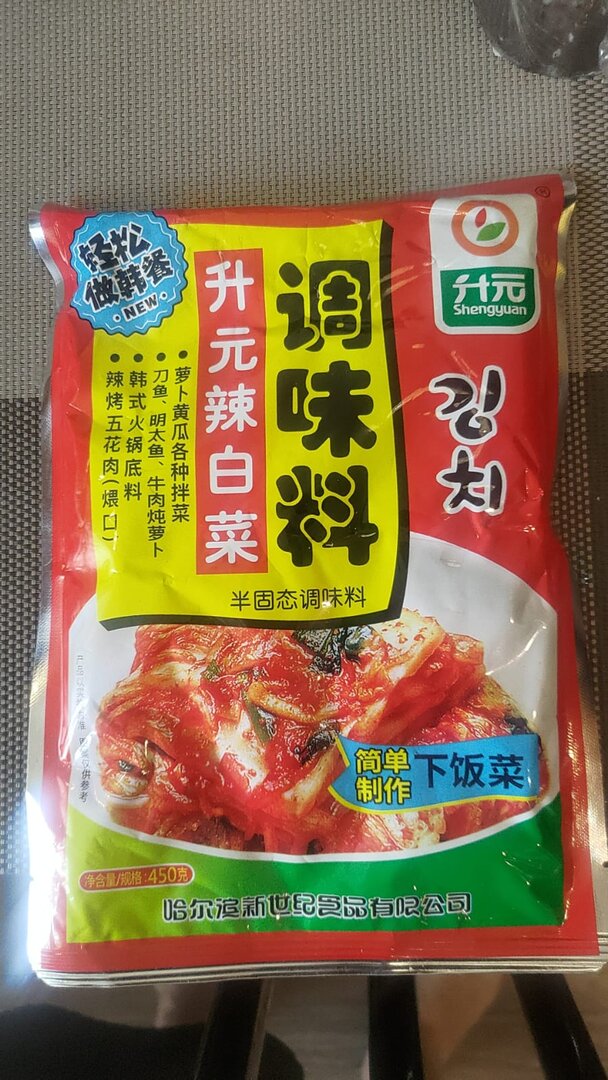 轻松
做韩餐
NEW
升元
Shengyuan
®
김치
调味料
升元辣白菜
• 萝卜黄瓜各种拌菜
• 刀鱼、明太鱼、牛肉炖萝卜
• 韩式火锅底料
• 辣烤五花肉(煨口)
半固态调味料
简单
制作
下饭菜
净含量/规格:450克
哈尔滨新世纪食品有限公司